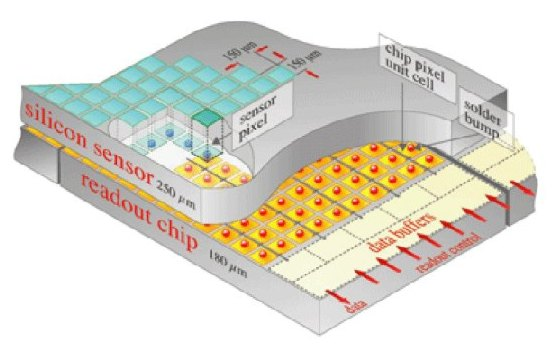 150 µm
150 µm
chip pixel
unit cell
solder
bump
sensor
pixel
silicon sensor
250 µm
readout chip
180 µm
data buffers
readout control
data